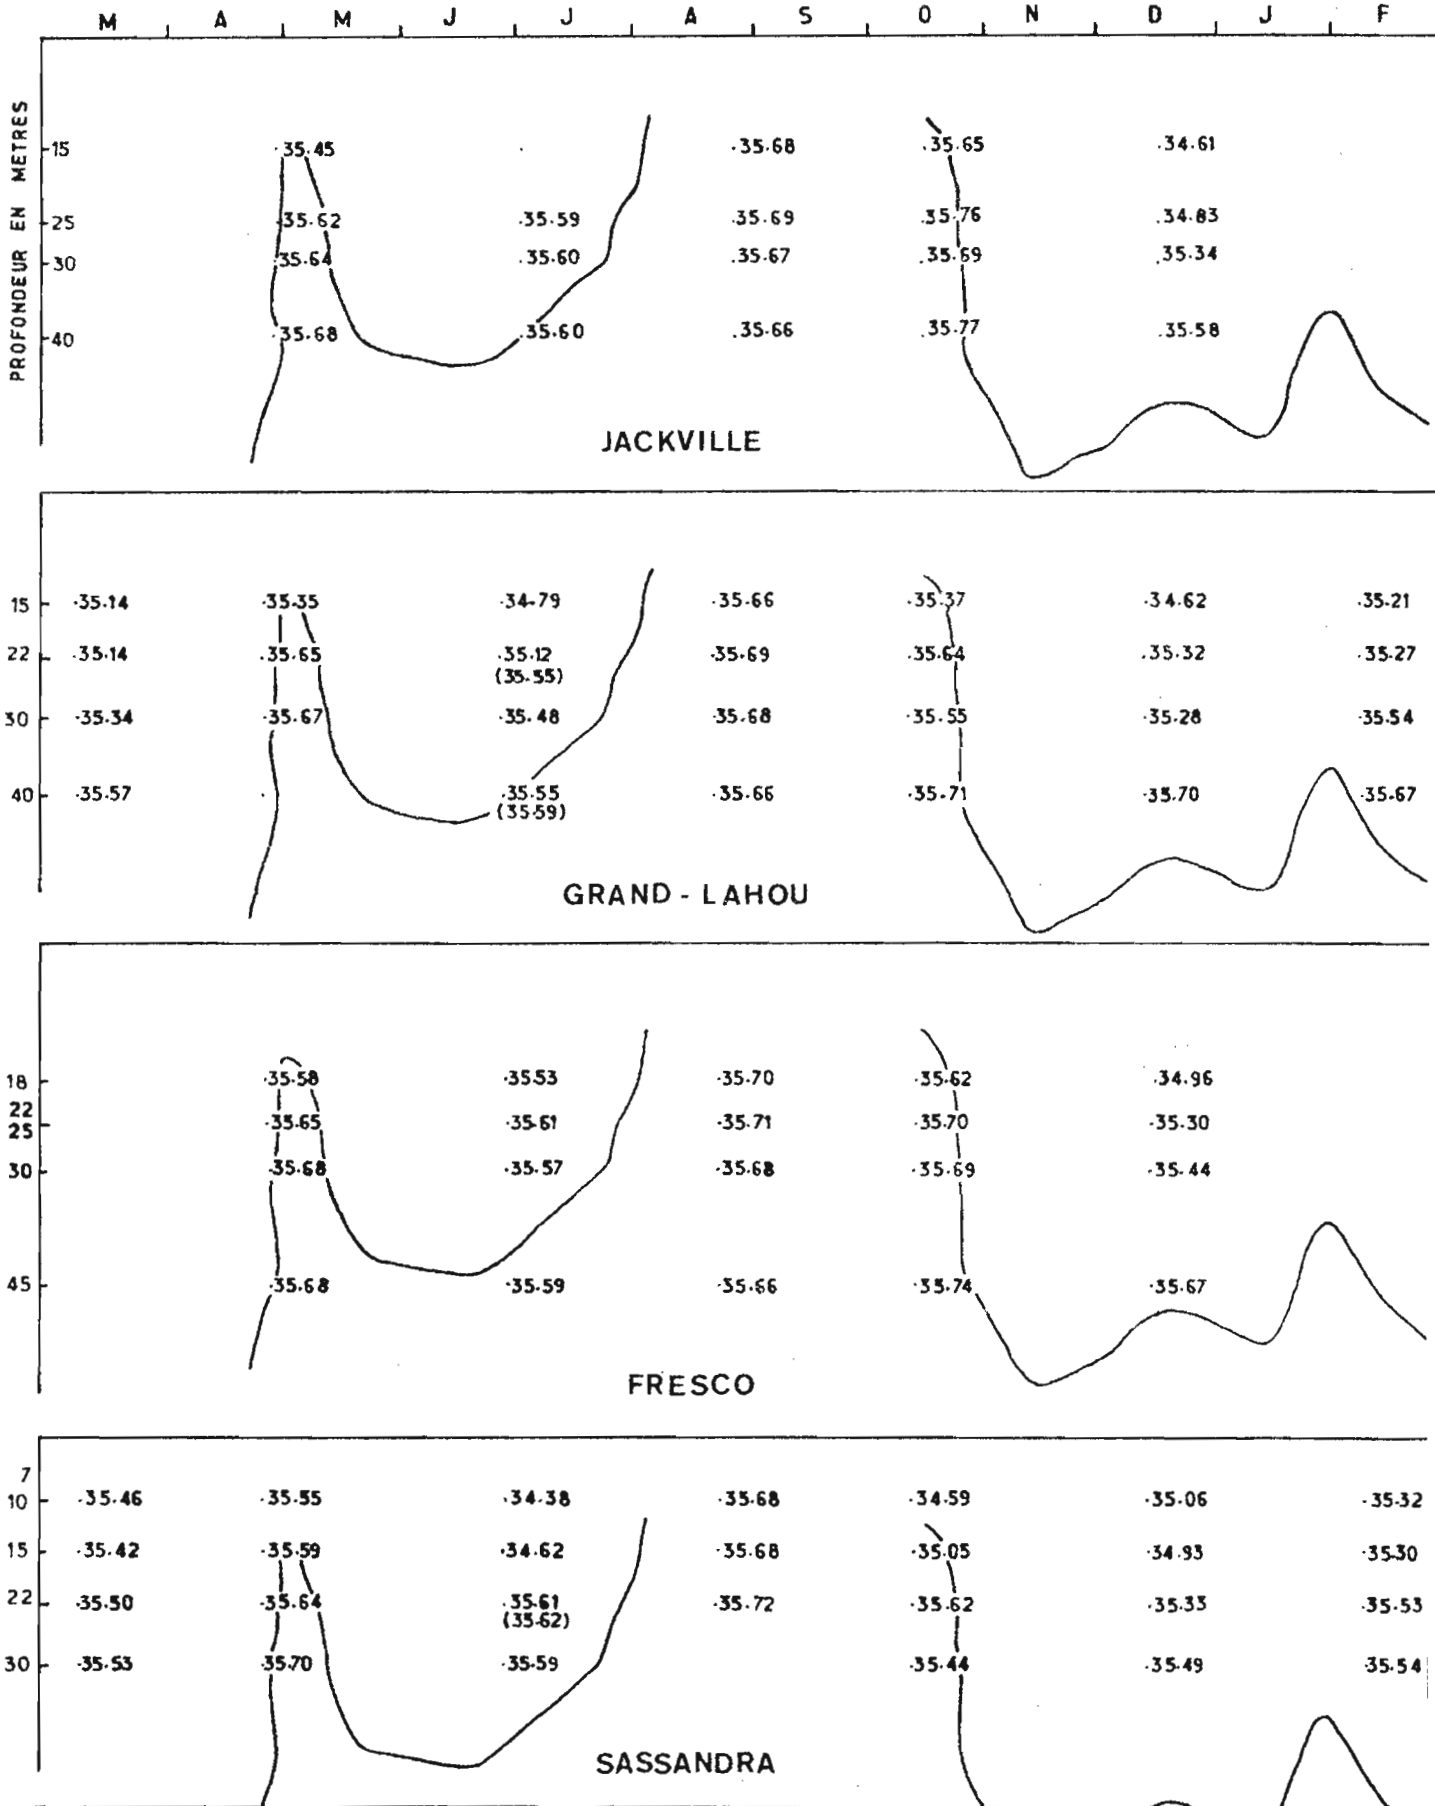 M A M J J A S O N D J F
PROFONDEUR EN METRES
15 .35.45 .35.68 .35.65 .34.61
25 .35.62 .35.59 .35.69 .35.76 .34.83
30 .35.64 .35.60 .35.67 .35.69 .35.34
40 .35.68 .35.60 .35.66 .35.77 .35.58
JACKVILLE
15 .35.14 .35.35 .34.79 .35.66 .35.37 .34.62 .35.21
22 .35.14 .35.65 .35.12 .35.69 .35.64 .35.32 .35.27
(35.55)
30 .35.34 .35.67 .35.48 .35.68 .35.55 .35.28 .35.54
40 .35.57 .35.55 .35.66 .35.71 .35.70 .35.67
(35.59)
GRAND - LAHOU
18 .35.58 .35.53 .35.70 .35.62 .34.96
22
25 .35.65 .35.61 .35.71 .35.70 .35.30
30 .35.68 .35.57 .35.68 .35.69 .35.44
45 .35.68 .35.59 .35.66 .35.74 .35.67
FRESCO
7
10 .35.46 .35.55 .34.38 .35.68 .34.59 .35.06 .35.32
15 .35.42 .35.59 .34.62 .35.68 .35.05 .34.93 .35.30
22 .35.50 .35.64 .35.61 .35.72 .35.62 .35.33 .35.53
(35.62)
30 .35.53 .35.70 .35.59 .35.44 .35.49 .35.54
SASSANDRA